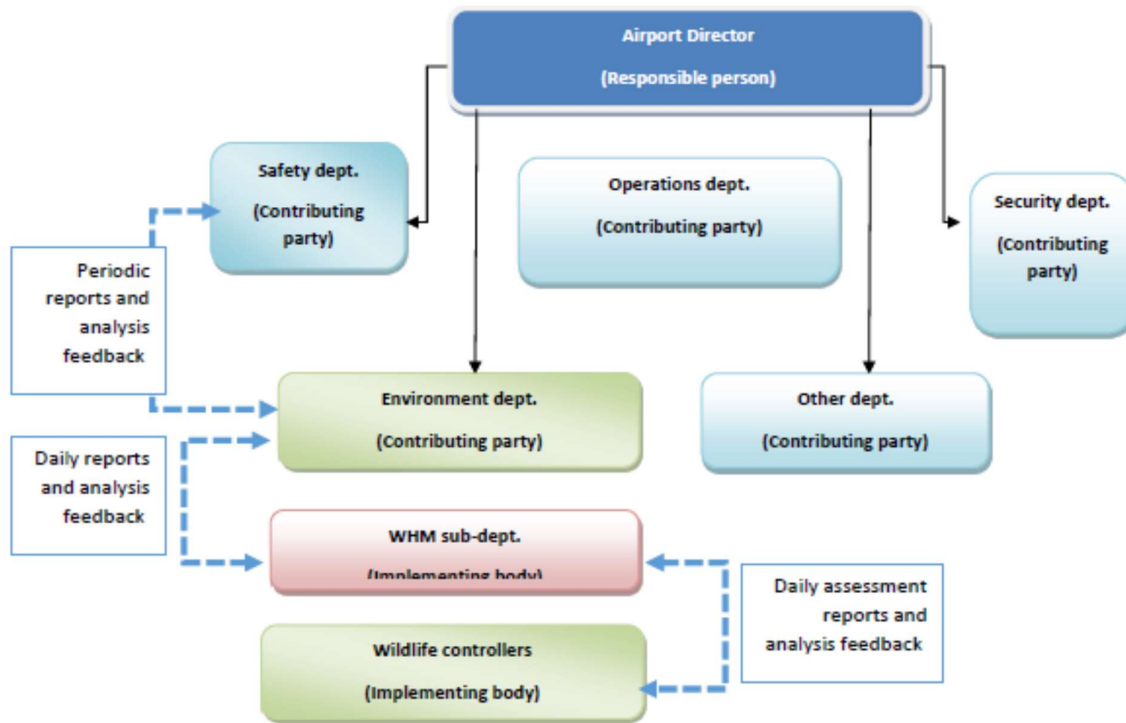 Airport Director
(Responsible person)
Safety dept.
(Contributing
party)
Operations dept.
(Contributing party)
Security dept.
(Contributing
party)
Periodic
reports and
analysis
feedback
Environment dept.
(Contributing party)
Other dept.
(Contributing party)
Daily reports
and analysis
feedback
WHM sub-dept.
(Implementing body)
Daily assessment
reports and
analysis feedback
Wildlife controllers
(Implementing body)